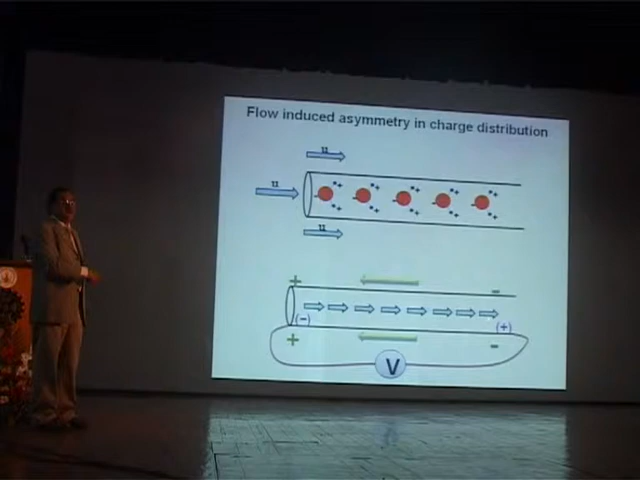 Flow induced asymmetry in charge distribution
u
u
u
+ -
(-) (+)
+ -
V